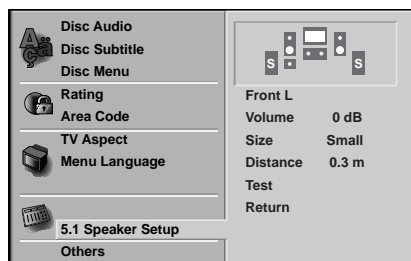 Disc Audio
Disc Subtitle
Disc Menu
Rating
Area Code
TV Aspect
Menu Language
5.1 Speaker Setup
Others
S S
Front L
Volume 0 dB
Size Small
Distance 0.3 m
Test
Return